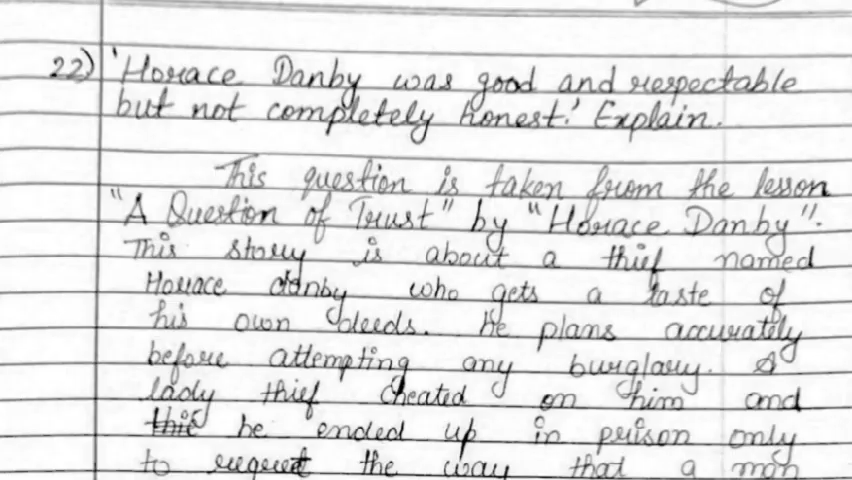 22) 'Horace Danby was good and respectable
but not completely honest.' Explain.
This question is taken from the lesson
"A Question of Trust" by "Horace Danby".
This story is about a thief named
Horace danby who gets a taste of
his own deeds. He plans accurately
before attempting any burglary. A
lady thief cheated on him and
he ended up in prison only
to regret the way that a man